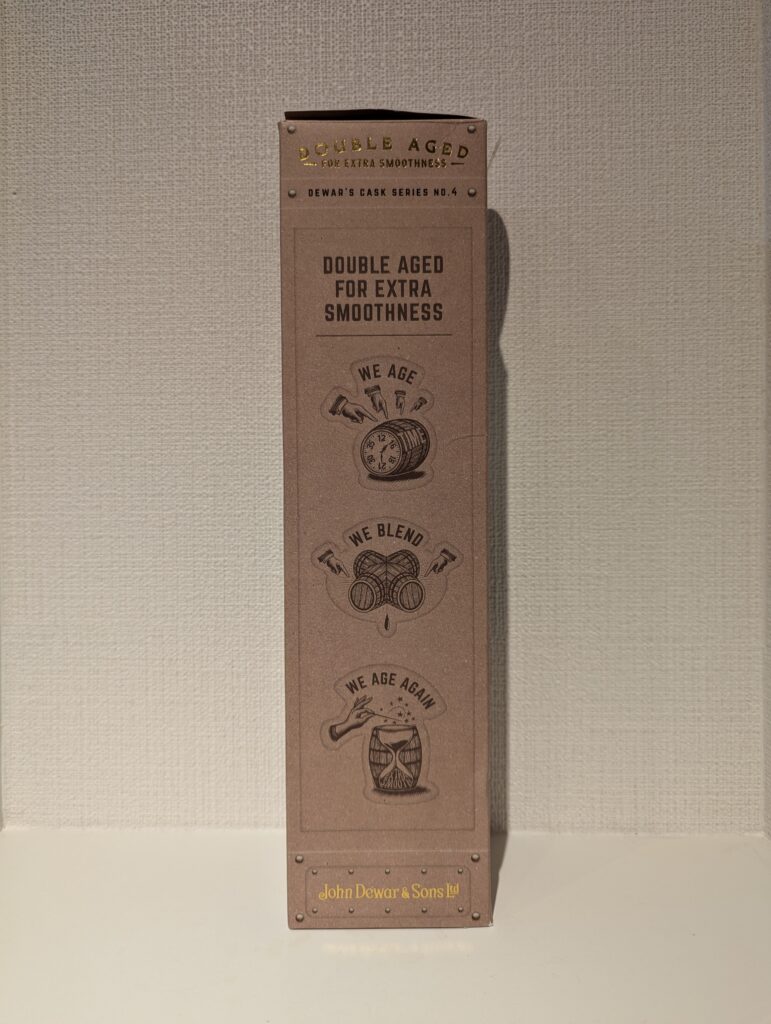 DOUBLE AGED
FOR EXTRA SMOOTHNESS
DEWAR'S CASK SERIES NO.4
DOUBLE AGED
FOR EXTRA
SMOOTHNESS
WE AGE
12
WE BLEND
WE AGE AGAIN
John Dewar & Sons Ltd